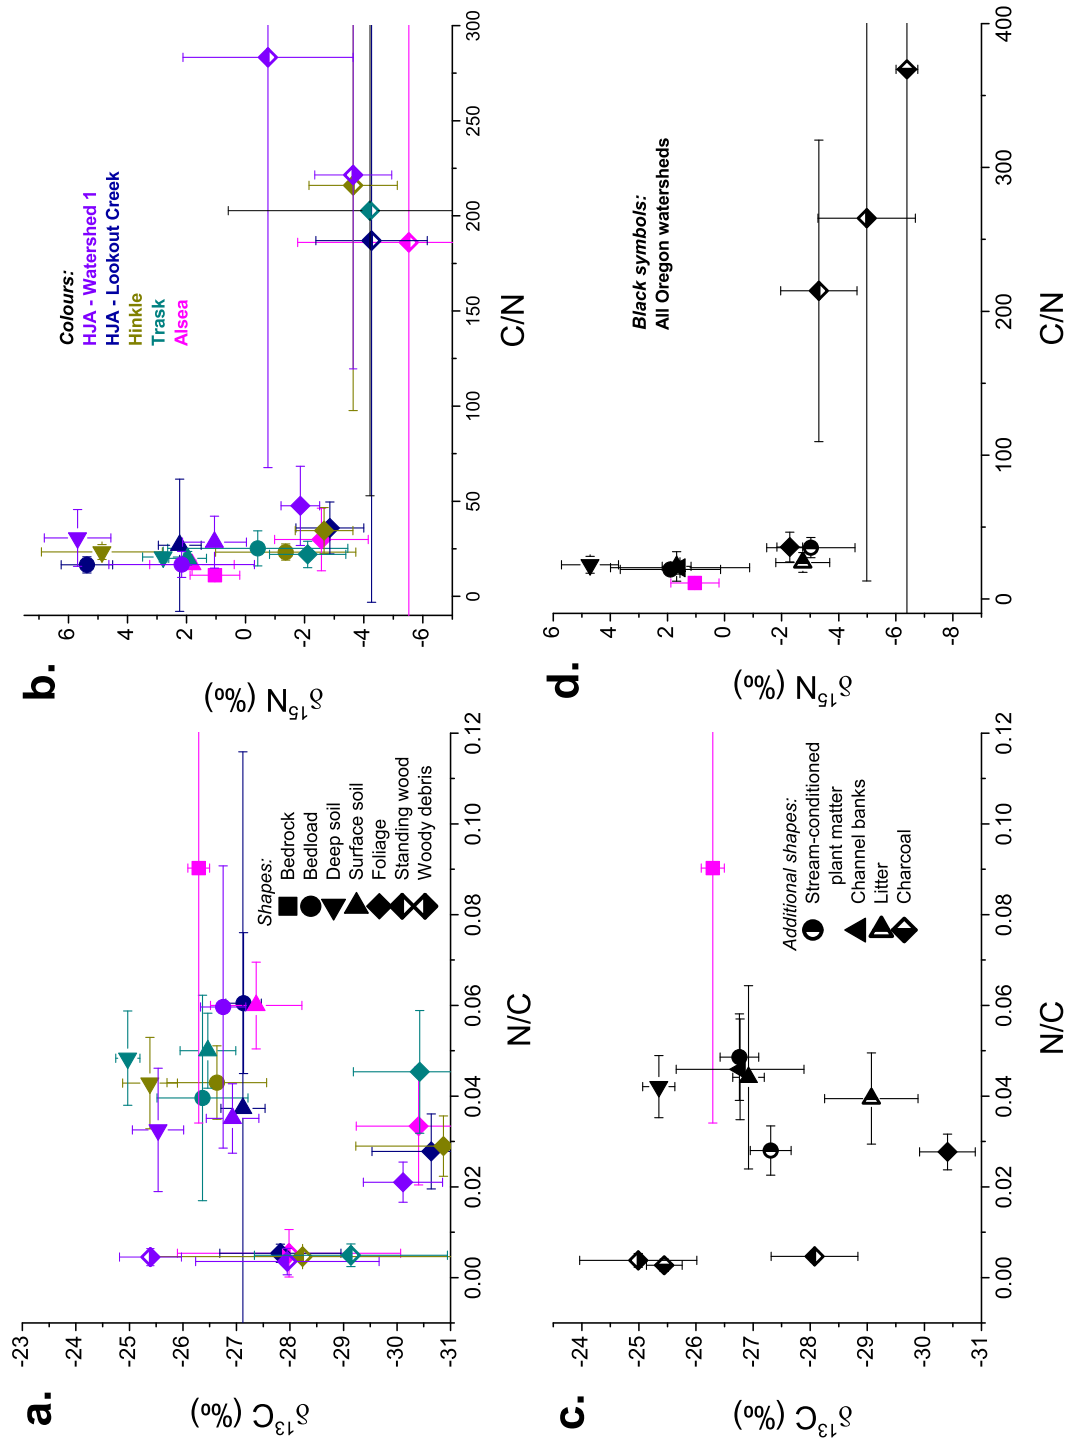 a.
δ13C (‰)
-23
-24
-25
-26
-27
-28
-29
-30
-31
0.00
0.02
0.04
0.06
0.08
0.10
0.12
N/C
Shapes:
Bedrock
Bedload
Deep soil
Surface soil
Foliage
Standing wood
Woody debris
b.
δ15N (‰)
6
4
2
0
-2
-4
-6
0
50
100
150
200
250
300
C/N
Colours:
HJA - Watershed 1
HJA - Lookout Creek
Hinkle
Trask
Alsea
c.
δ13C (‰)
-24
-25
-26
-27
-28
-29
-30
-31
0.00
0.02
0.04
0.06
0.08
0.10
0.12
N/C
Additional shapes:
Stream-conditioned
plant matter
Channel banks
Litter
Charcoal
d.
δ15N (‰)
6
4
2
0
-2
-4
-6
-8
0
100
200
300
400
C/N
Black symbols:
All Oregon watersheds